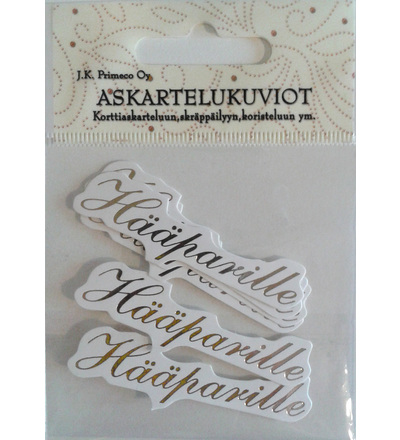 J.K. Primeco Oy
ASKARTELUKUVIOT
Korttiaskarteluun,skräppäilyyn,koristeluun ym.
Hääparille
Hääparille
Hääparille